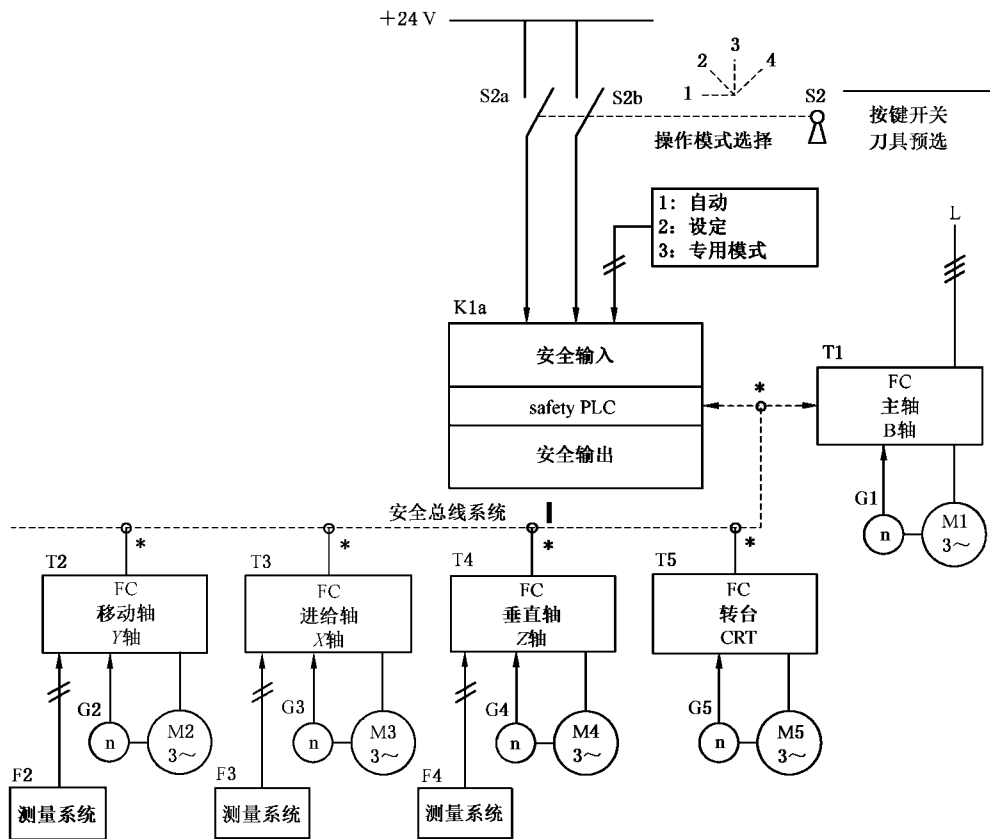 +24 V
S2a
S2b
1
2
3
4
S2
操作模式选择
按键开关
刀具预选
1：自动
2：设定
3：专用模式
L
K1a
安全输入
safety PLC
安全输出
*
T1
FC
主轴
B轴
G1
n
M1
3～
安全总线系统
*
*
*
*
T2
FC
移动轴
Y轴
G2
n
M2
3～
F2
测量系统
T3
FC
进给轴
X轴
G3
n
M3
3～
F3
测量系统
T4
FC
垂直轴
Z轴
G4
n
M4
3～
F4
测量系统
T5
FC
转台
CRT
G5
n
M5
3～